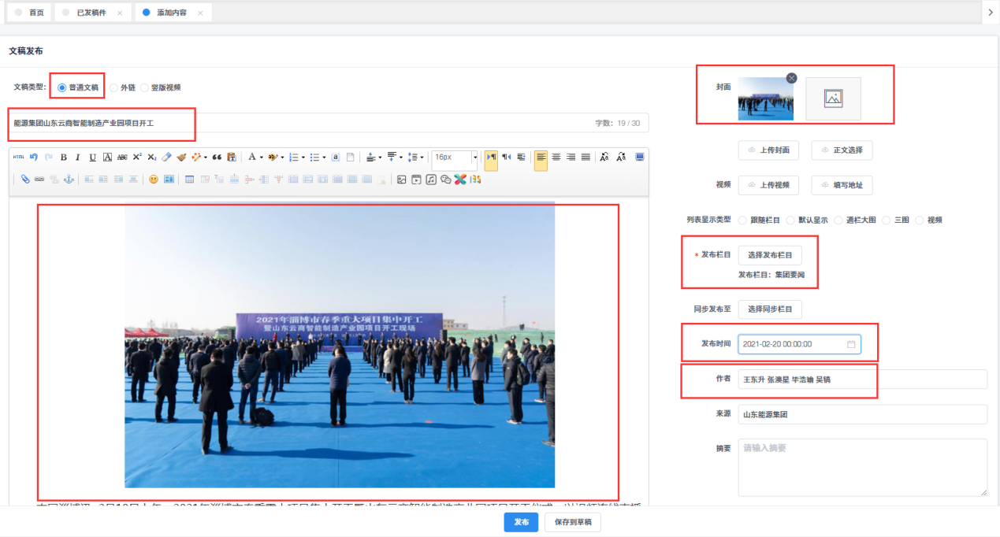 首页 已发稿件 × 添加内容 ×
文稿发布
文稿类型: 普通文稿 外链 竖版视频
能源集团山东云商智能制造产业园项目开工 字数: 19 / 30
HTML B I U A ABC X² X₂ A 16px
2021年淄博市春季重大项目集中开工
暨山东云商智能制造产业园项目开工现场
封面
上传封面 正文选择
视频 上传视频 填写地址
列表显示类型 跟随栏目 默认显示 通栏大图 三图 视频
* 发布栏目 选择发布栏目
发布栏目: 集团要闻
同步发布至 选择同步栏目
发布时间 2021-02-20 00:00:00
作者 王东升 张澳星 毕浩瑜 吴镝
来源 山东能源集团
摘要 请输入摘要
发布 保存到草稿